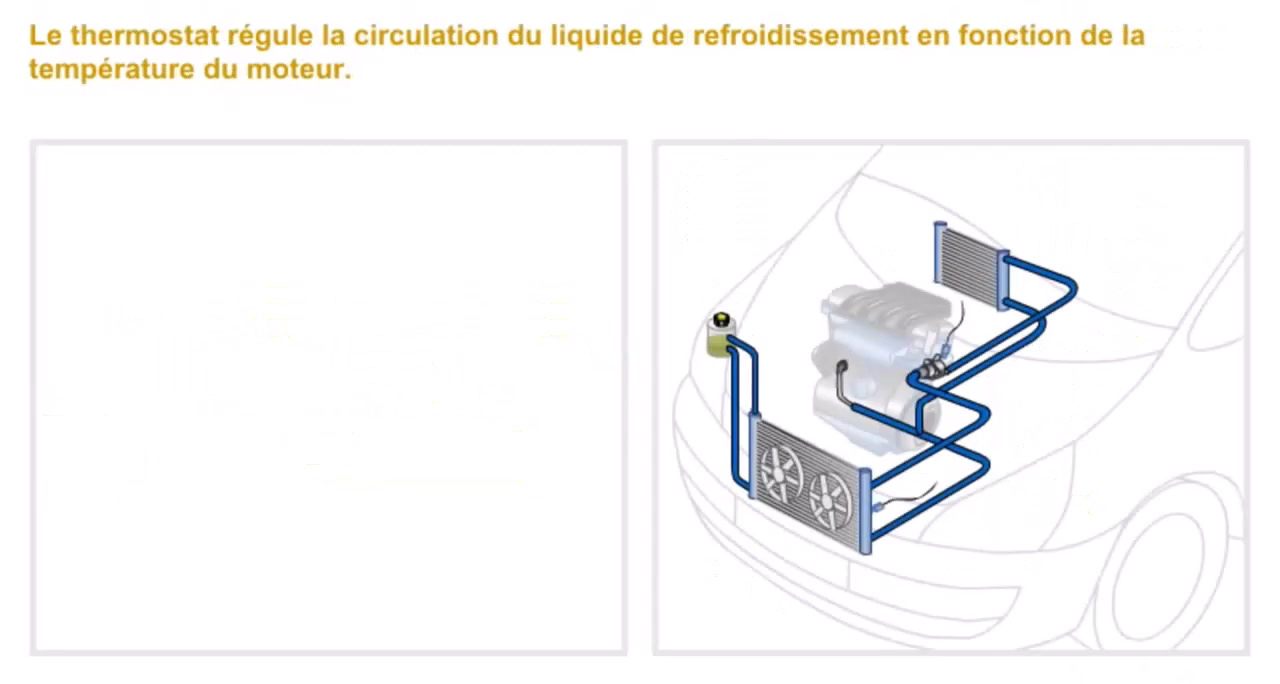 Le thermostat régule la circulation du liquide de refroidissement en fonction de la
température du moteur.